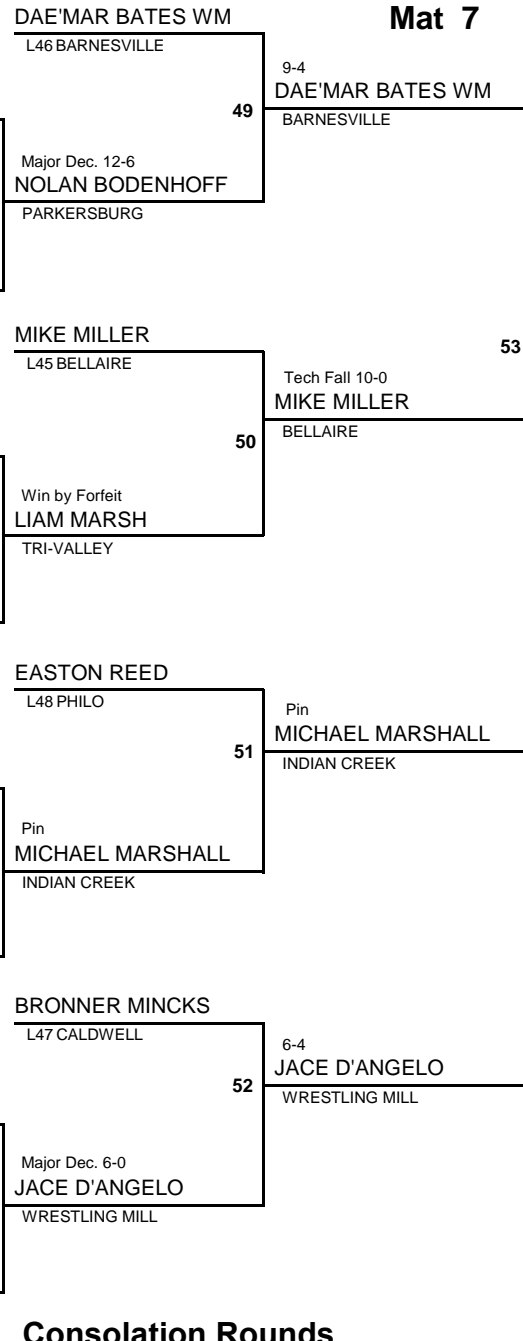 DAE'MAR BATES WM
Mat 7
L46 BARNESVILLE
9-4
DAE'MAR BATES WM
49
BARNESVILLE
Major Dec. 12-6
NOLAN BODENHOFF
PARKERSBURG
MIKE MILLER
53
L45 BELLAIRE
Tech Fall 10-0
MIKE MILLER
50
BELLAIRE
Win by Forfeit
LIAM MARSH
TRI-VALLEY
EASTON REED
L48 PHILO
Pin
MICHAEL MARSHALL
51
INDIAN CREEK
Pin
MICHAEL MARSHALL
INDIAN CREEK
BRONNER MINCKS
L47 CALDWELL
6-4
JACE D'ANGELO
52
WRESTLING MILL
Major Dec. 6-0
JACE D'ANGELO
WRESTLING MILL
Consolation Rounds